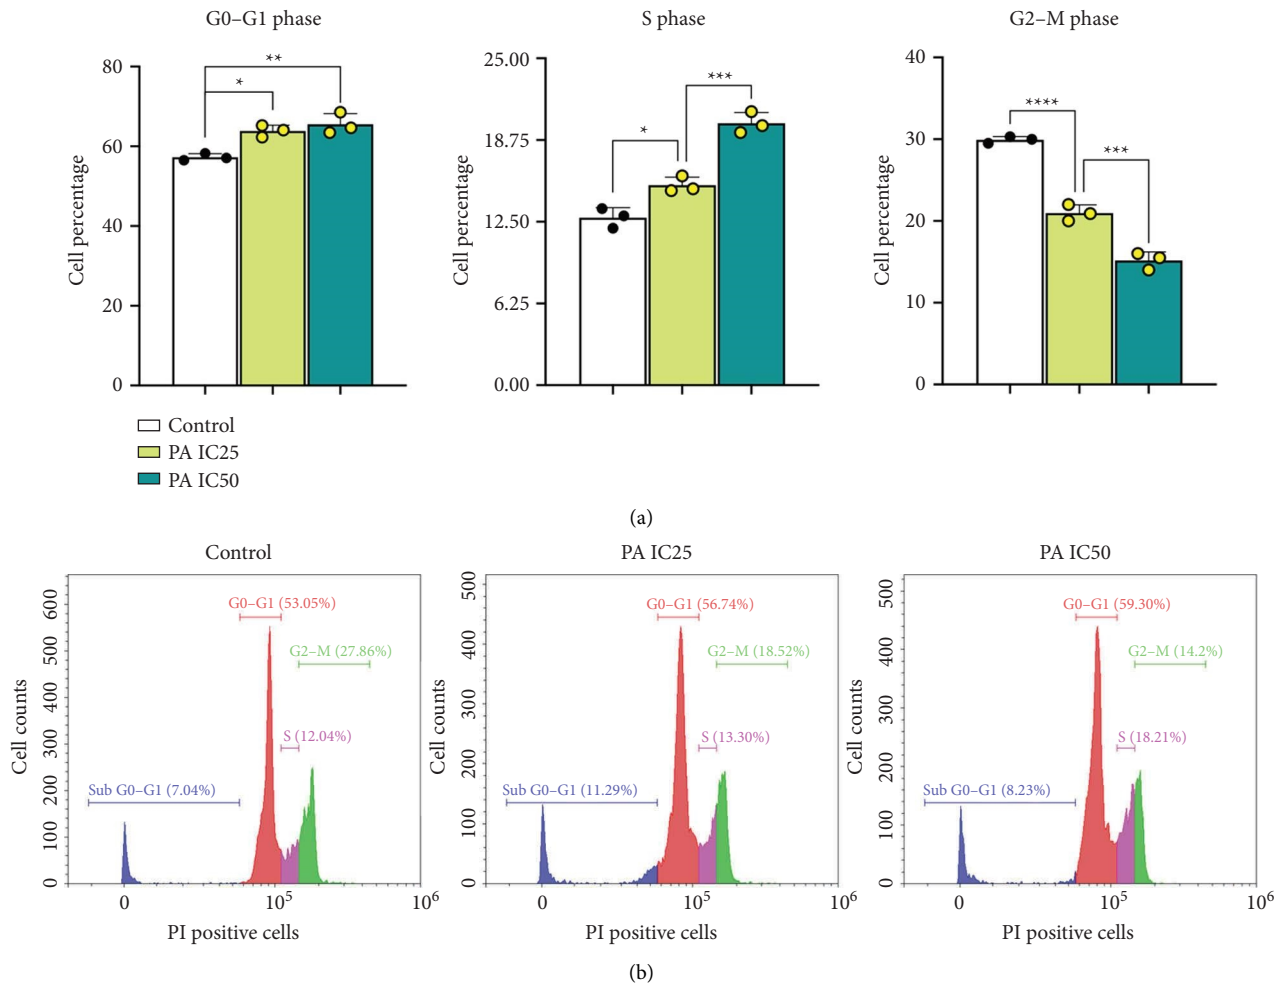 G0–G1 phase
S phase
G2–M phase
Cell percentage
80
60
40
20
0
**
*
Cell percentage
25.00
18.75
12.50
6.25
0.00
*
***
Cell percentage
40
30
20
10
0
****
***
Control
PA IC25
PA IC50
(a)
Control
PA IC25
PA IC50
Cell counts
600
500
400
300
200
100
0
G0–G1 (53.05%)
G2–M (27.86%)
S (12.04%)
Sub G0–G1 (7.04%)
0
10^5
10^6
PI positive cells
Cell counts
500
400
300
200
100
0
G0–G1 (56.74%)
G2–M (18.52%)
S (13.30%)
Sub G0–G1 (11.29%)
0
10^5
10^6
PI positive cells
Cell counts
500
400
300
200
100
0
G0–G1 (59.30%)
G2–M (14.2%)
S (18.21%)
Sub G0–G1 (8.23%)
0
10^5
10^6
PI positive cells
(b)